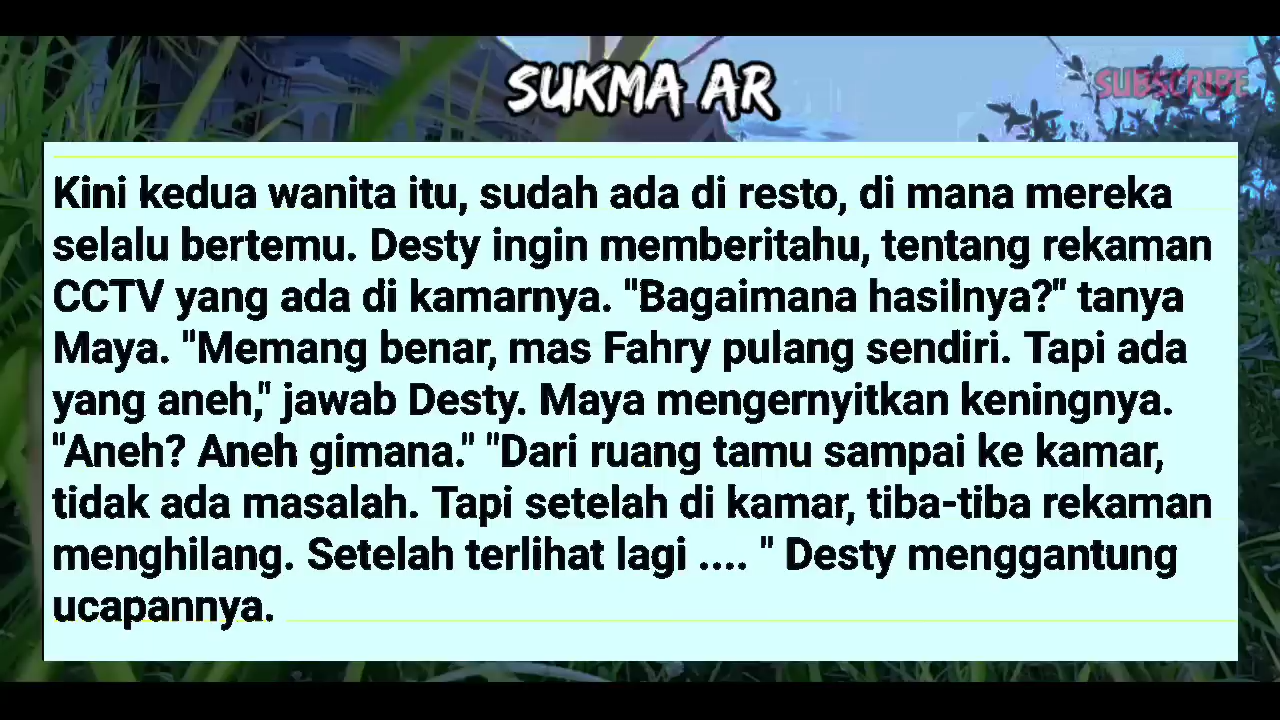 SUKMA AR
SUBSCRIBE
Kini kedua wanita itu, sudah ada di resto, di mana mereka
selalu bertemu. Desty ingin memberitahu, tentang rekaman
CCTV yang ada di kamarnya. "Bagaimana hasilnya?" tanya
Maya. "Memang benar, mas Fahry pulang sendiri. Tapi ada
yang aneh," jawab Desty. Maya mengernyitkan keningnya.
"Aneh? Aneh gimana." "Dari ruang tamu sampai ke kamar,
tidak ada masalah. Tapi setelah di kamar, tiba-tiba rekaman
menghilang. Setelah terlihat lagi .... " Desty menggantung
ucapannya.